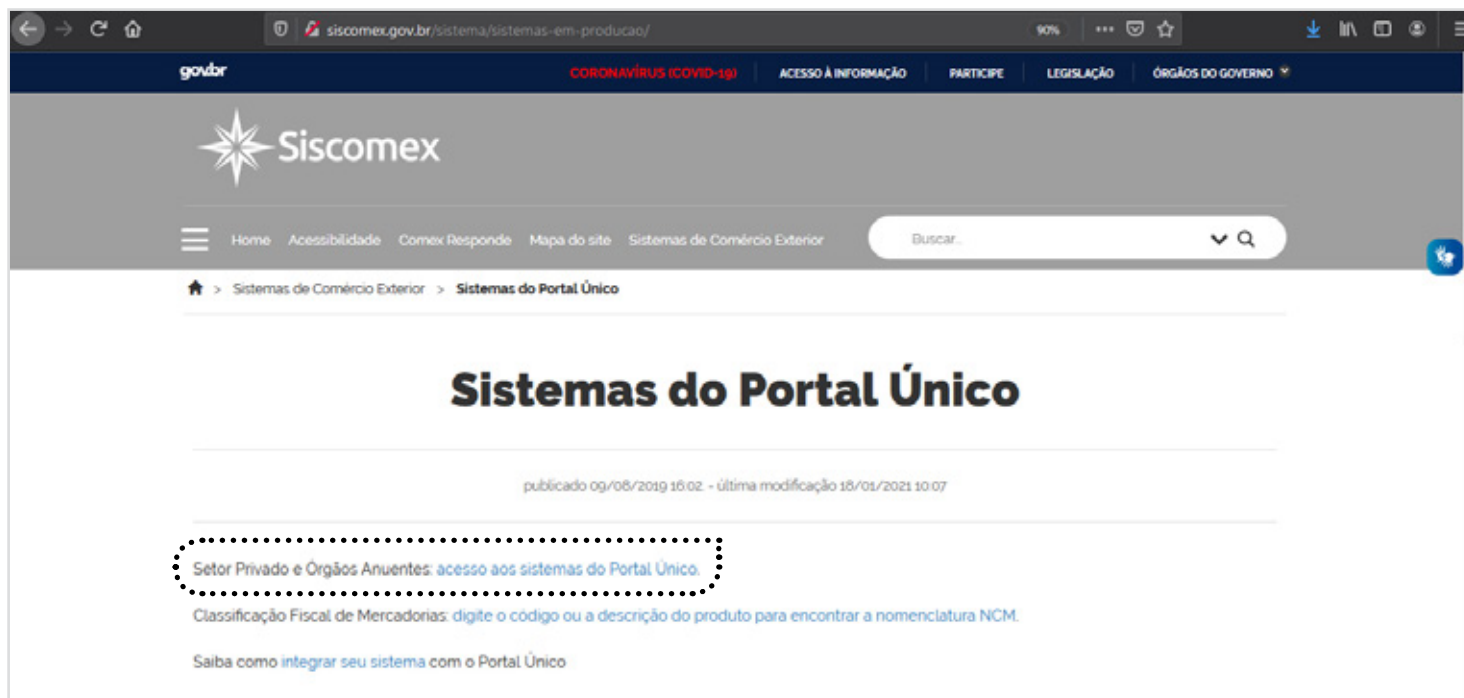 siscomex.gov.br/sistema/sistemas-em-producao/
90%
govbr
CORONAVÍRUS (COVID-19)
ACESSO À INFORMAÇÃO
PARTICIPE
LEGISLAÇÃO
ÓRGÃOS DO GOVERNO
Siscomex
Home Acessibilidade Comex Responde Mapa do site Sistemas de Comércio Exterior
Buscar...
> Sistemas de Comércio Exterior > Sistemas do Portal Único
Sistemas do Portal Único
publicado 09/08/2019 16:02 - última modificação 18/01/2021 10:07
Setor Privado e Órgãos Anuentes: acesso aos sistemas do Portal Único.
Classificação Fiscal de Mercadorias: digite o código ou a descrição do produto para encontrar a nomenclatura NCM.
Saiba como integrar seu sistema com o Portal Único